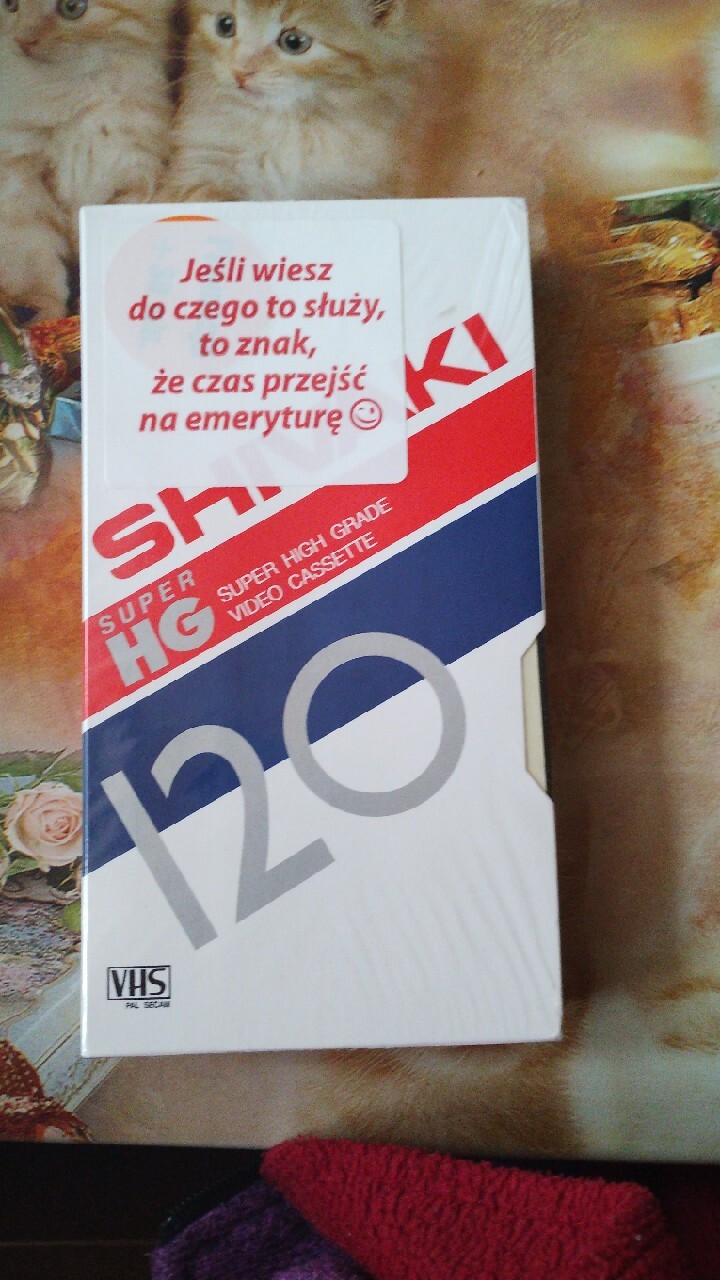 Jeśli wiesz
do czego to służy,
to znak,
że czas przejść
na emeryturę
SHIVAKI
SUPER
HG
SUPER HIGH GRADE
VIDEO CASSETTE
120
VHS
PAL SECAM